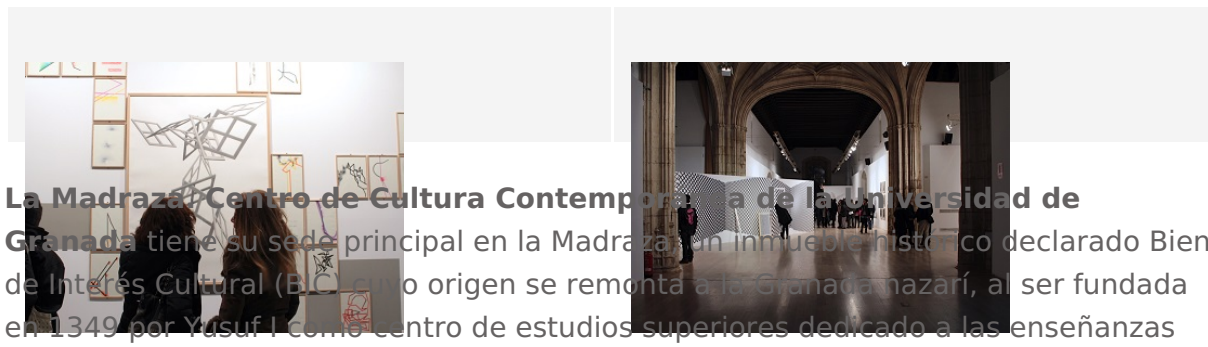 La Madraza. Centro de Cultura Contemporánea de la Universidad de
Granada tiene su sede principal en la Madraza, un inmueble histórico declarado Bien
de Interés Cultural (BIC) cuyo origen se remonta a la Granada nazarí, al ser fundada
en 1349 por Yusuf I como centro de estudios superiores dedicado a las enseñanzas